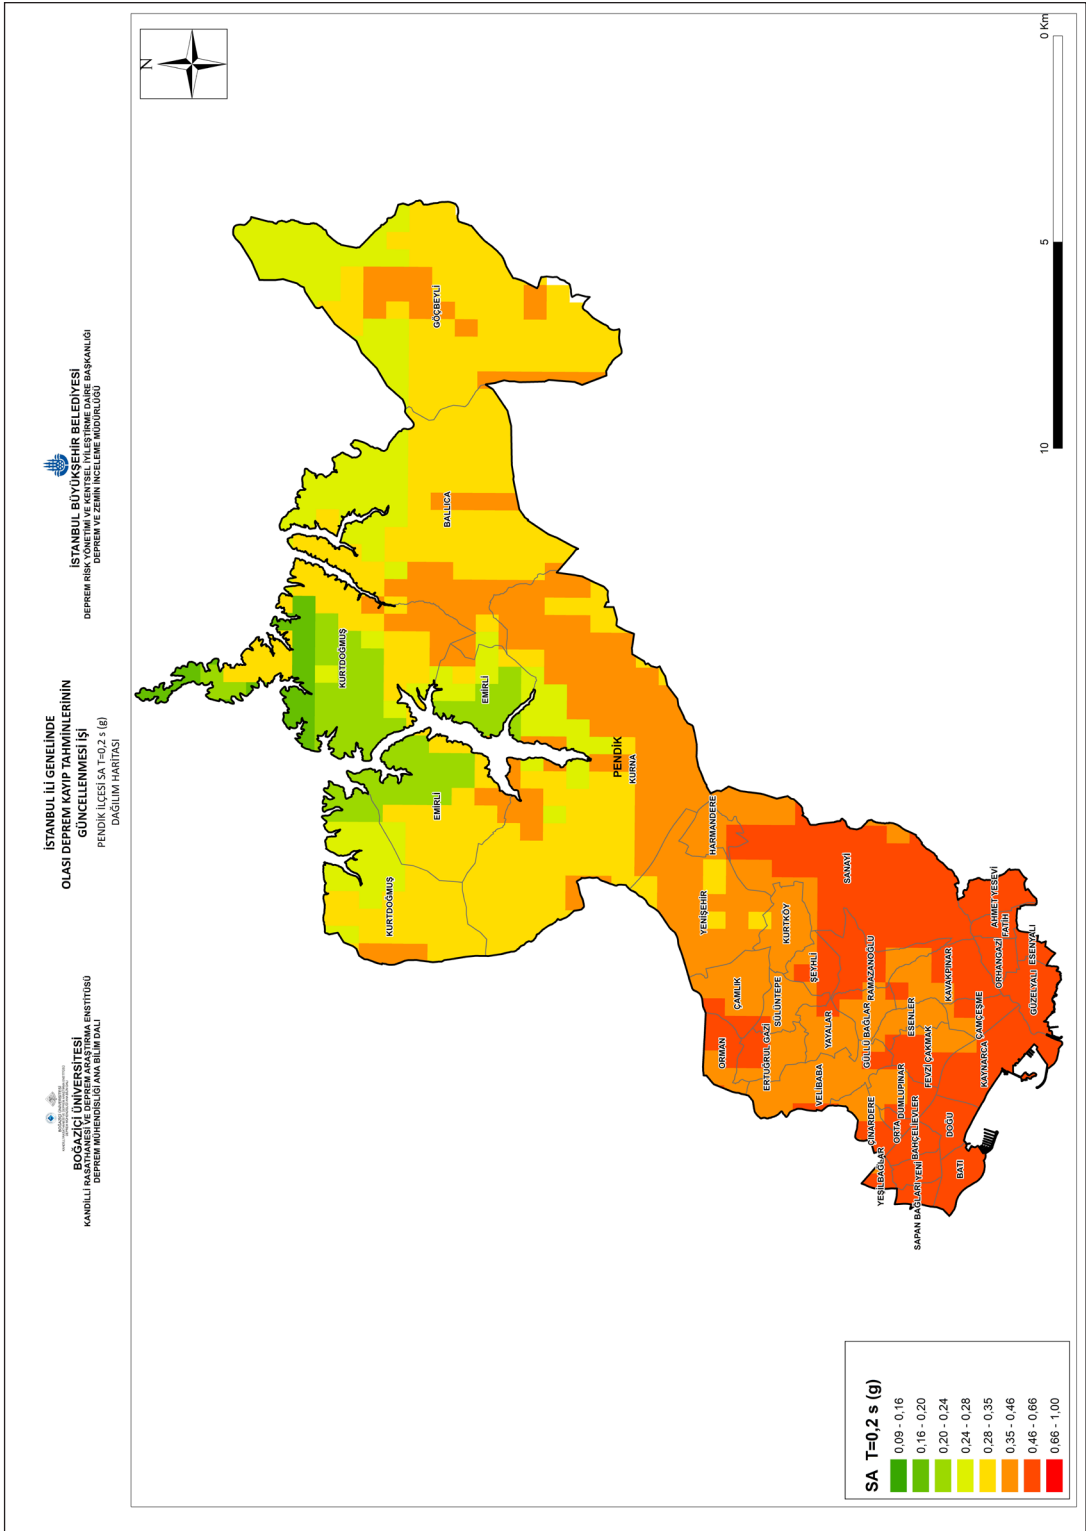 BOĞAZİÇİ ÜNİVERSİTESİ
KANDİLLİ RASATHANESİ VE DEPREM ARAŞTIRMA ENSTİTÜSÜ
DEPREM MÜHENDİSLİĞİ ANA BİLİM DALI
İSTANBUL İLİ GENELİNDE
OLASI DEPREM KAYIP TAHMİNLERİNİN
GÜNCELLENMESİ İŞİ
PENDİK İLÇESİ SA T=0,2 s (g)
DAĞILIM HARİTASI
İSTANBUL BÜYÜKŞEHİR BELEDİYESİ
DEPREM RİSK YÖNETİMİ VE KENTSEL İYİLEŞTİRME DAİRE BAŞKANLIĞI
DEPREM VE ZEMİN İNCELEME MÜDÜRLÜĞÜ
N
KURTDOĞMUŞ
KURTDOĞMUŞ
EMİRLİ
EMİRLİ
GÖÇBEYLİ
BALLICA
PENDİK
KURNA
HARMANDERE
YENİŞEHİR
ORMAN
ÇAMLIK
ERTUĞRUL GAZİ
SÜLÜNTEPE
KURTKÖY
VELİBABA
YAYALAR
ŞEYHLİ
SANAYİ
ÇINARDERE
GÜLLÜ BAĞLAR
RAMAZANOĞLU
YEŞİLBAĞLAR
ORTA
DUMLUPINAR
ESENLER
SAPAN BAĞLARI
YENİ
BAHÇELİEVLER
FEVZİ ÇAKMAK
KAVAKPINAR
BATI
DOĞU
KAYNARCA
ÇAMÇEŞME
ORHANGAZİ
FATİH
AHMET YESEVİ
GÜZELYALI
ESENYALI
SA T=0,2 s (g)
0,09 - 0,16
0,16 - 0,20
0,20 - 0,24
0,24 - 0,28
0,28 - 0,35
0,35 - 0,46
0,46 - 0,66
0,66 - 1,00
10
5
0 Km